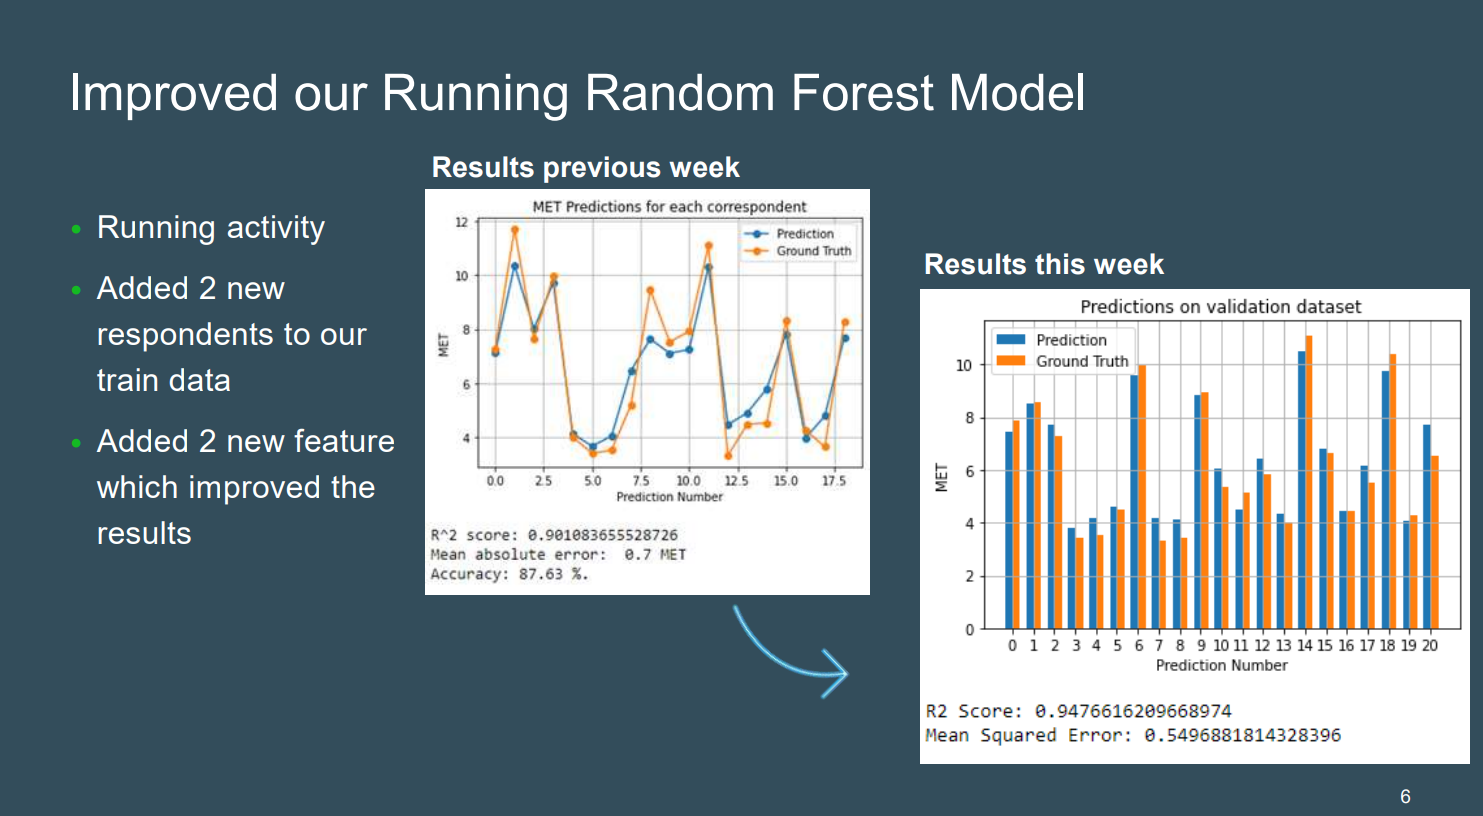 Improved our Running Random Forest Model
• Running activity
• Added 2 new
respondents to our
train data
• Added 2 new feature
which improved the
results
Results previous week
MET Predictions for each correspondent
Prediction
Ground Truth
MET
12
10
8
6
4
0.0 2.5 5.0 7.5 10.0 12.5 15.0 17.5
Prediction Number
R^2 score: 0.901083655528726
Mean absolute error:  0.7 MET
Accuracy: 87.63 %.
Results this week
Predictions on validation dataset
Prediction
Ground Truth
MET
10
8
6
4
2
0
0 1 2 3 4 5 6 7 8 9 10 11 12 13 14 15 16 17 18 19 20
Prediction Number
R2 Score: 0.9476616209668974
Mean Squared Error: 0.5496881814328396
6